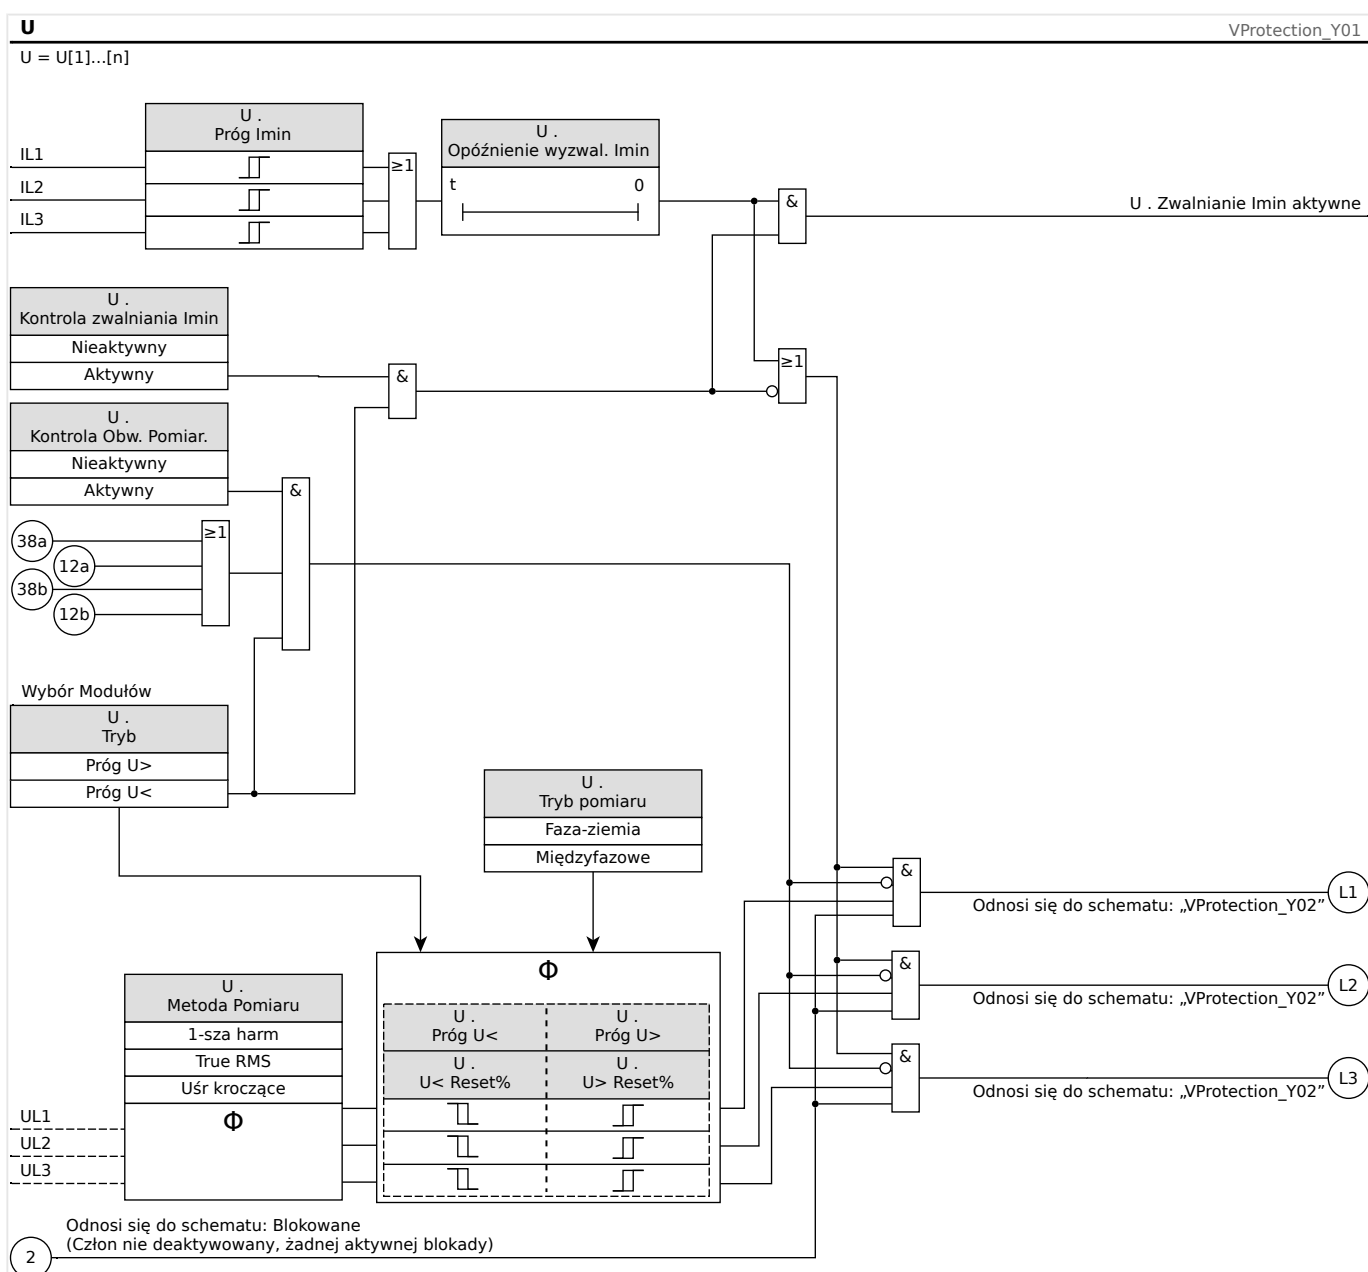 U
VProtection_Y01
U = U[1]...[n]
U .
Próg Imin
IL1
IL2
IL3
≥1
U .
Opóźnienie wyzwal. Imin
t
0
&
U . Zwalnianie Imin aktywne
U .
Kontrola zwalniania Imin
Nieaktywny
Aktywny
&
≥1
U .
Kontrola Obw. Pomiar.
Nieaktywny
Aktywny
&
≥1
38a
12a
38b
12b
Wybór Modułów
U .
Tryb
Próg U>
Próg U<
U .
Tryb pomiaru
Faza-ziemia
Międzyfazowe
&
L1
Odnosi się do schematu: „VProtection_Y02”
&
L2
Odnosi się do schematu: „VProtection_Y02”
&
L3
Odnosi się do schematu: „VProtection_Y02”
Φ
U .
Próg U<
U .
Próg U>
U .
U< Reset%
U .
U> Reset%
U .
Metoda Pomiaru
1-sza harm
True RMS
Uśr kroczące
Φ
UL1
UL2
UL3
Odnosi się do schematu: Blokowane
(Człon nie deaktywowany, żadnej aktywnej blokady)
2